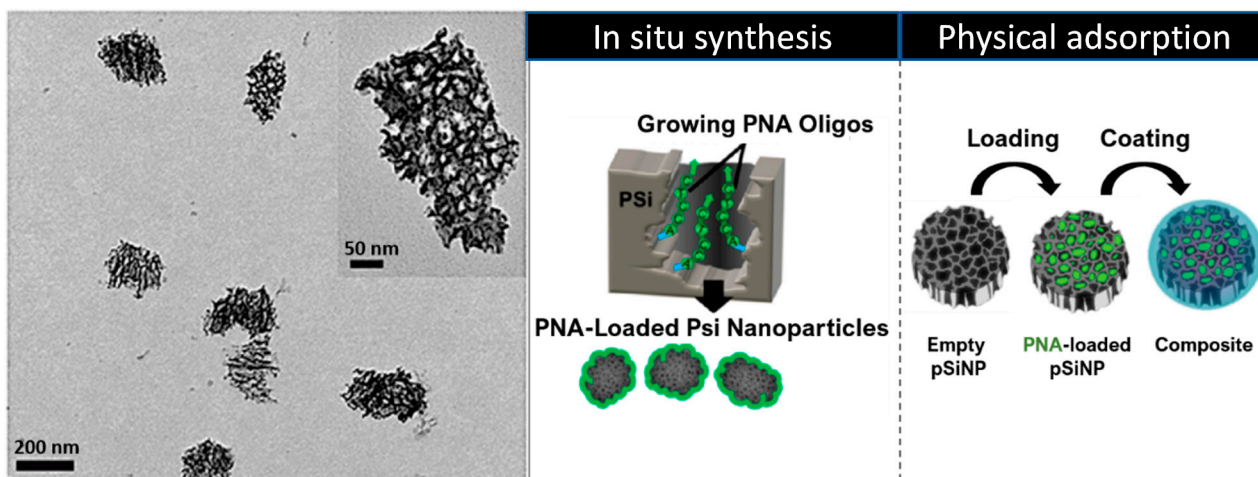 50 nm
200 nm
In situ synthesis
Growing PNA Oligos
PSi
PNA-Loaded Psi Nanoparticles
Physical adsorption
Loading
Coating
Empty
pSiNP
PNA-loaded
pSiNP
Composite